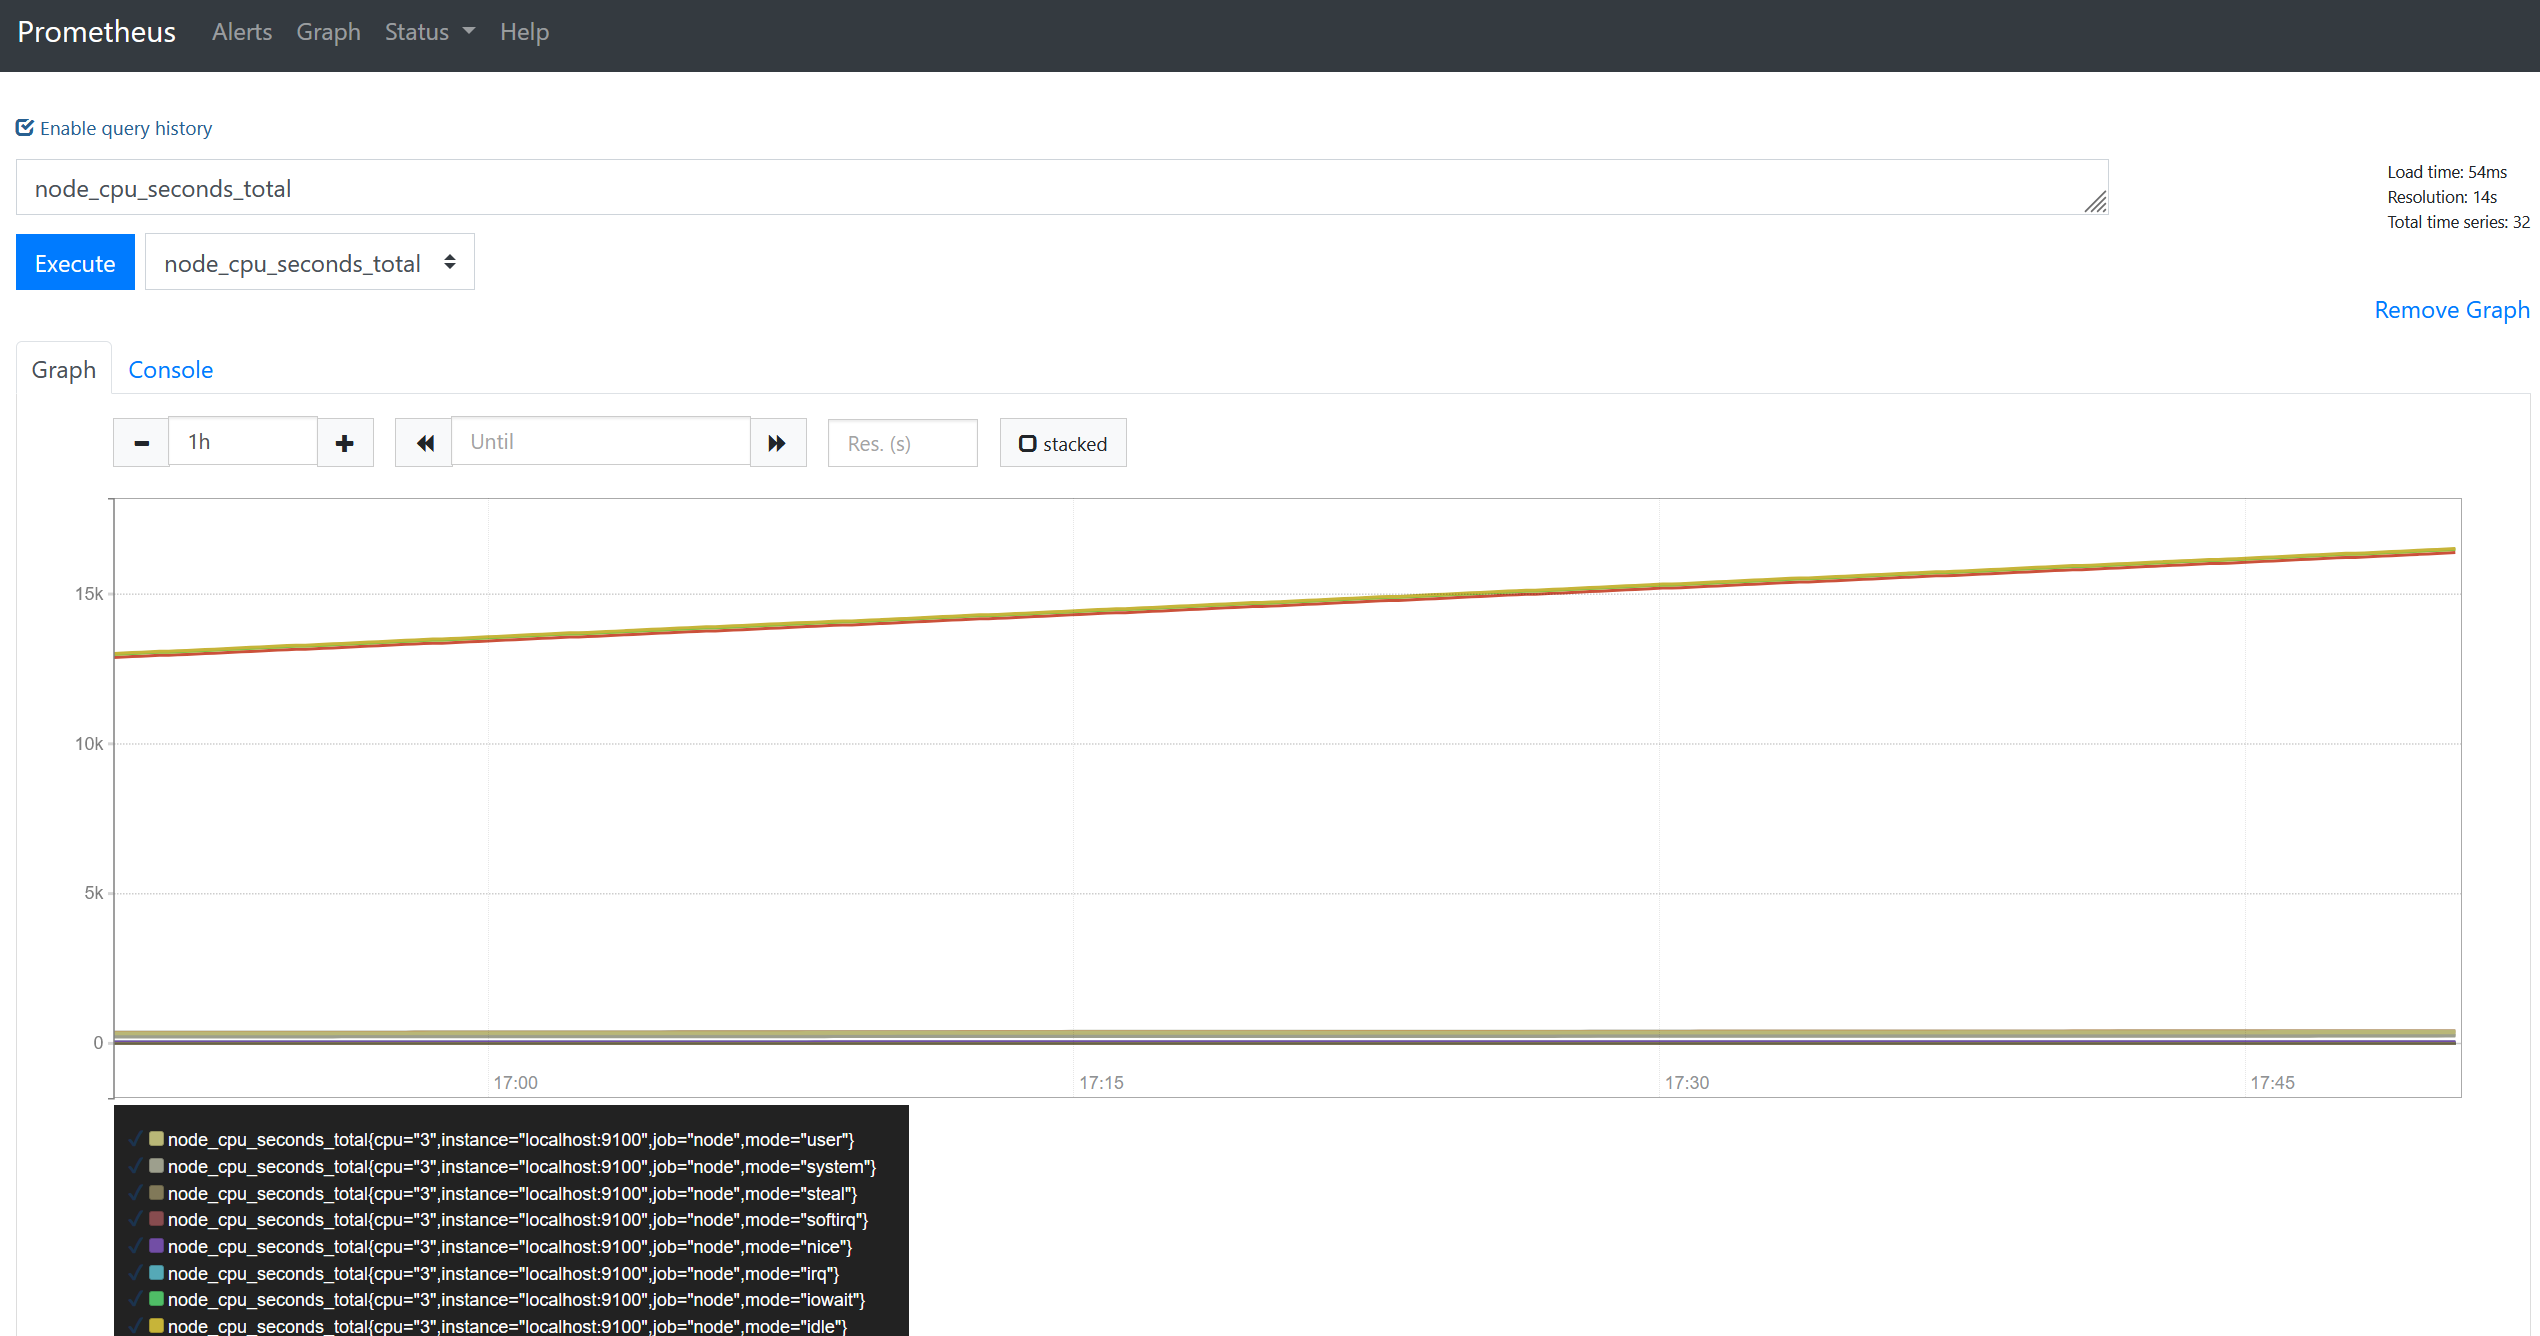 Prometheus Alerts Graph Status Help
Enable query history
node_cpu_seconds_total
Load time: 54ms
Resolution: 14s
Total time series: 32
Execute node_cpu_seconds_total
Remove Graph
Graph Console
1h Until Res. (s) stacked
15k
10k
5k
0
17:00 17:15 17:30 17:45
node_cpu_seconds_total{cpu="3",instance="localhost:9100",job="node",mode="user"}
node_cpu_seconds_total{cpu="3",instance="localhost:9100",job="node",mode="system"}
node_cpu_seconds_total{cpu="3",instance="localhost:9100",job="node",mode="steal"}
node_cpu_seconds_total{cpu="3",instance="localhost:9100",job="node",mode="softirq"}
node_cpu_seconds_total{cpu="3",instance="localhost:9100",job="node",mode="nice"}
node_cpu_seconds_total{cpu="3",instance="localhost:9100",job="node",mode="irq"}
node_cpu_seconds_total{cpu="3",instance="localhost:9100",job="node",mode="iowait"}
node_cpu_seconds_total{cpu="3",instance="localhost:9100",job="node",mode="idle"}